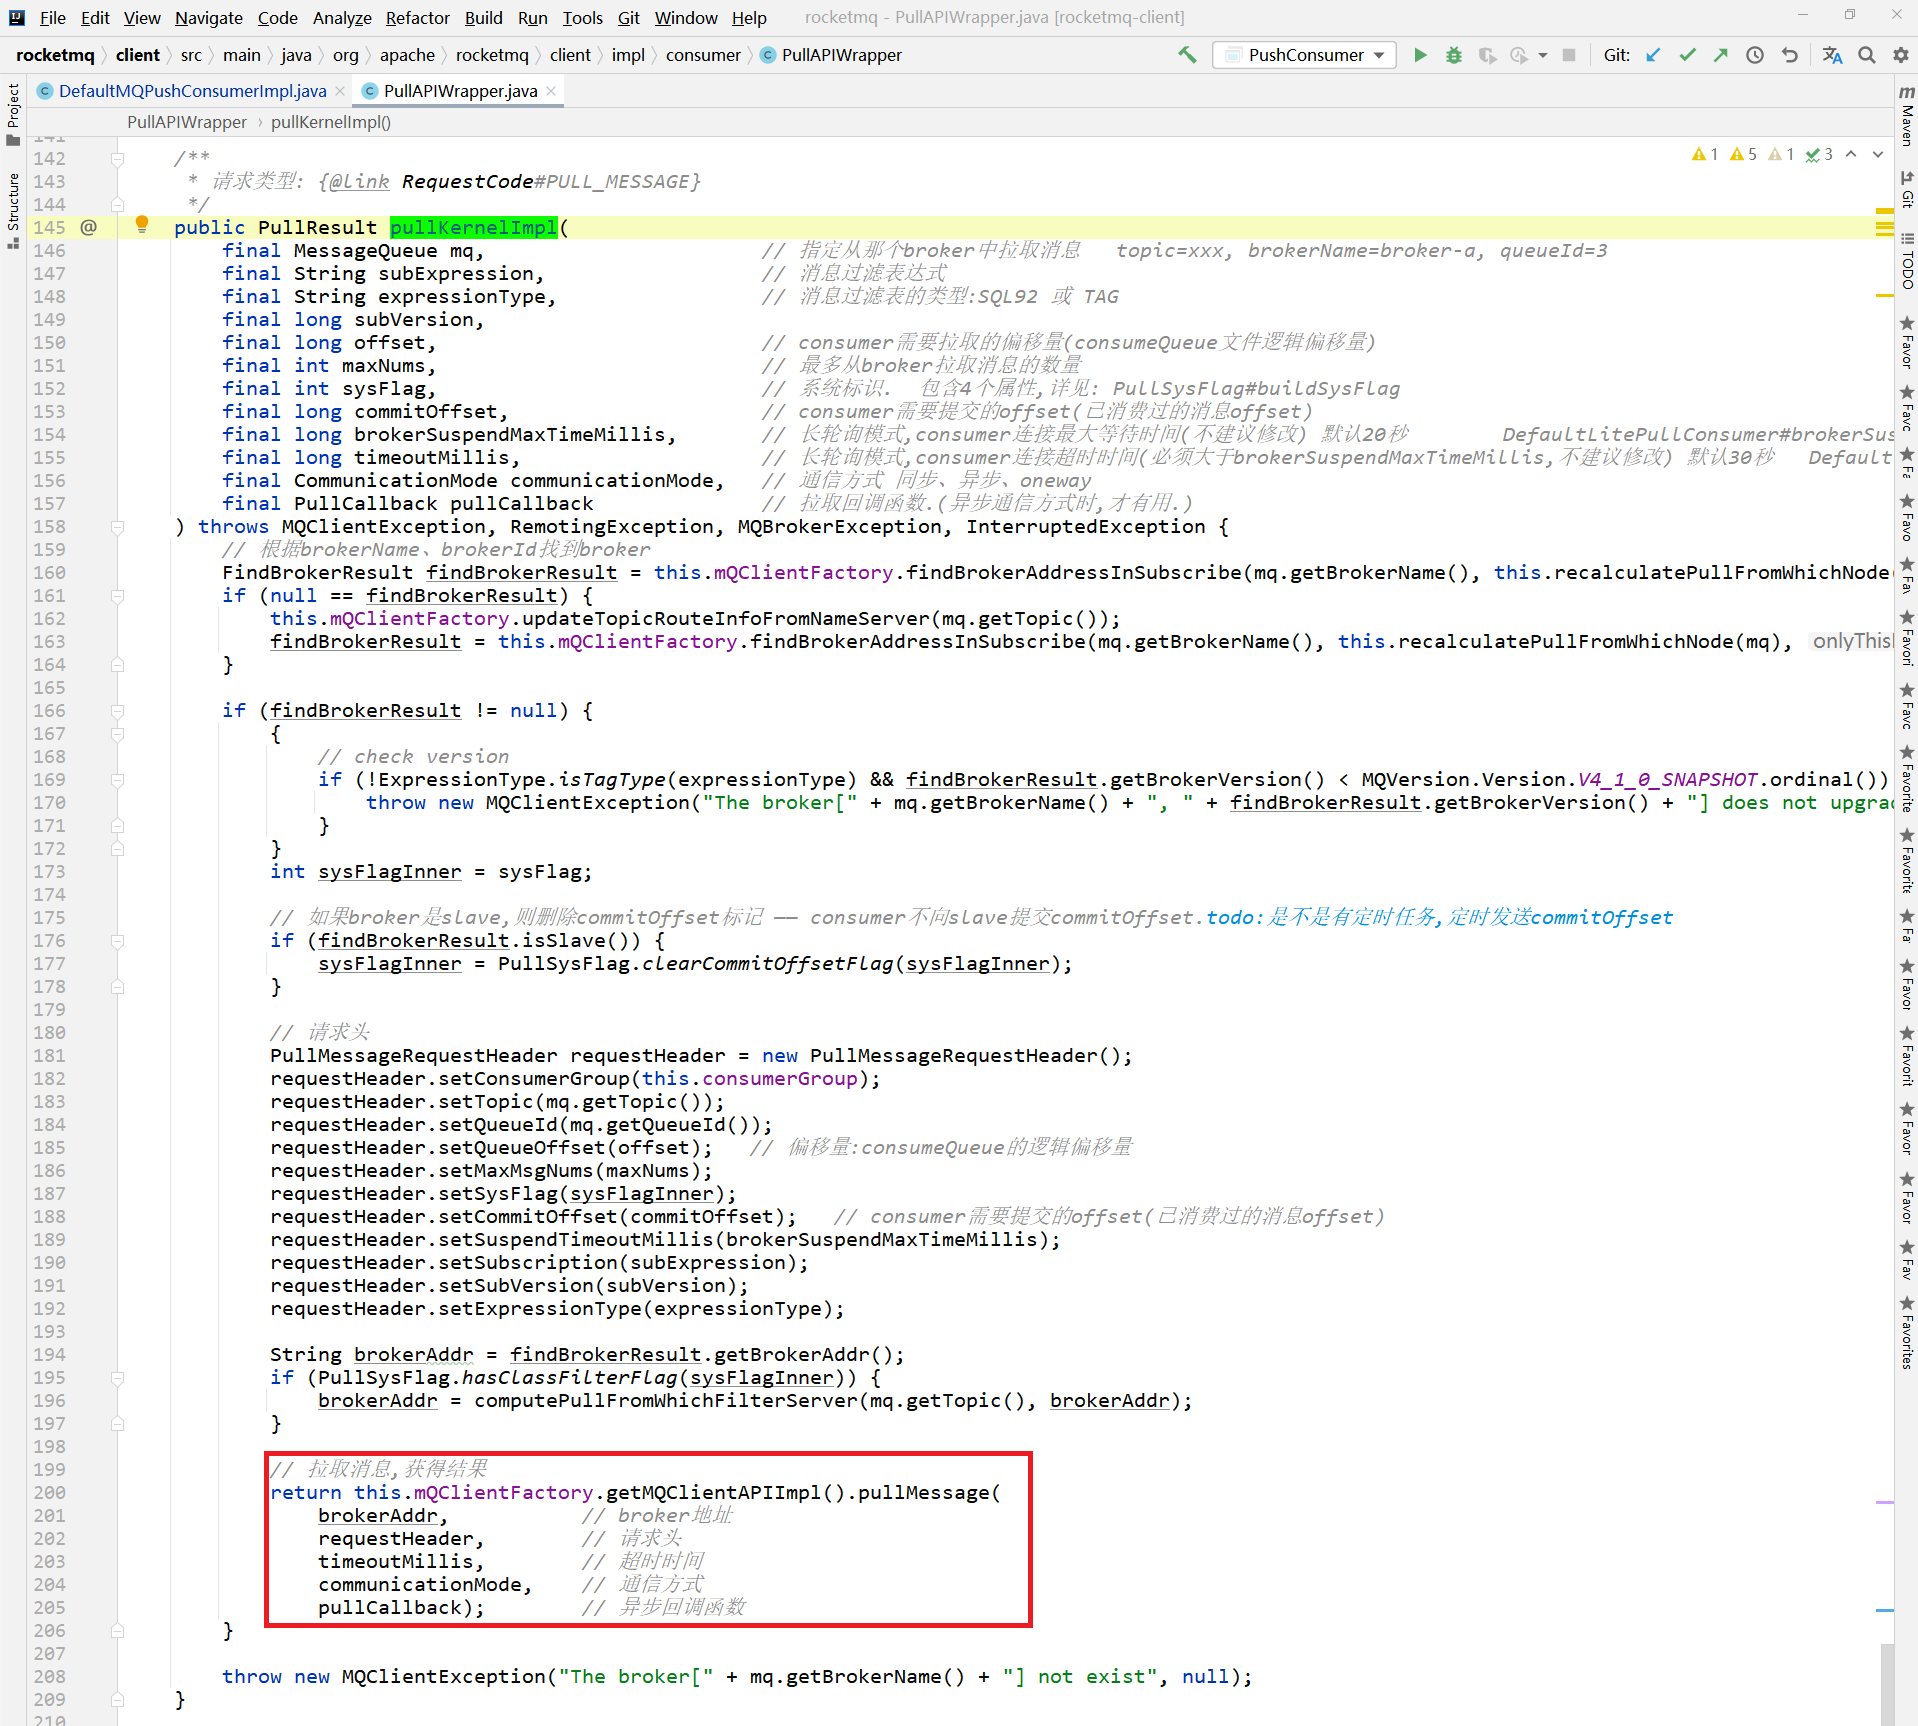 File Edit View Navigate Code Analyze Refactor Build Run Tools Git Window Help rocketmq - PullAPIWrapper.java [rocketmq-client]
rocketmq client src main java org apache rocketmq client impl consumer PullAPIWrapper PushConsumer Git:
DefaultMQPushConsumerImpl.java PullAPIWrapper.java
PullAPIWrapper › pullKernelImpl()
Project
Structure
Maven
Git
TODO
1 5 1 3
141
142 /**
143 * 请求类型: {@link RequestCode#PULL_MESSAGE}
144 */
145 @ public PullResult pullKernelImpl(
146 final MessageQueue mq, // 指定从那个broker中拉取消息 topic=xxx, brokerName=broker-a, queueId=3
147 final String subExpression, // 消息过滤表达式
148 final String expressionType, // 消息过滤表的类型:SQL92 或 TAG
149 final long subVersion,
150 final long offset, // consumer需要拉取的偏移量(consumeQueue文件逻辑偏移量)
151 final int maxNums, // 最多从broker拉取消息的数量
152 final int sysFlag, // 系统标识. 包含4个属性,详见: PullSysFlag#buildSysFlag
153 final long commitOffset, // consumer需要提交的offset(已消费过的消息offset)
154 final long brokerSuspendMaxTimeMillis, // 长轮询模式,consumer连接最大等待时间(不建议修改) 默认20秒 DefaultLitePullConsumer#brokerSus
155 final long timeoutMillis, // 长轮询模式,consumer连接超时时间(必须大于brokerSuspendMaxTimeMillis,不建议修改) 默认30秒 Default
156 final CommunicationMode communicationMode, // 通信方式 同步、异步、oneway
157 final PullCallback pullCallback // 拉取回调函数.(异步通信方式时,才有用.)
158 ) throws MQClientException, RemotingException, MQBrokerException, InterruptedException {
159 // 根据brokerName、brokerId找到broker
160 FindBrokerResult findBrokerResult = this.mQClientFactory.findBrokerAddressInSubscribe(mq.getBrokerName(), this.recalculatePullFromWhichNode(
161 if (null == findBrokerResult) {
162 this.mQClientFactory.updateTopicRouteInfoFromNameServer(mq.getTopic());
163 findBrokerResult = this.mQClientFactory.findBrokerAddressInSubscribe(mq.getBrokerName(), this.recalculatePullFromWhichNode(mq), onlyThisB
164 }
165
166 if (findBrokerResult != null) {
167 {
168 // check version
169 if (!ExpressionType.isTagType(expressionType) && findBrokerResult.getBrokerVersion() < MQVersion.Version.V4_1_0_SNAPSHOT.ordinal())
170 throw new MQClientException("The broker[" + mq.getBrokerName() + ", " + findBrokerResult.getBrokerVersion() + "] does not upgrad
171 }
172 }
173 int sysFlagInner = sysFlag;
174
175 // 如果broker是slave,则删除commitOffset标记 —— consumer不向slave提交commitOffset.todo:是不是有定时任务,定时发送commitOffset
176 if (findBrokerResult.isSlave()) {
177 sysFlagInner = PullSysFlag.clearCommitOffsetFlag(sysFlagInner);
178 }
179
180 // 请求头
181 PullMessageRequestHeader requestHeader = new PullMessageRequestHeader();
182 requestHeader.setConsumerGroup(this.consumerGroup);
183 requestHeader.setTopic(mq.getTopic());
184 requestHeader.setQueueId(mq.getQueueId());
185 requestHeader.setQueueOffset(offset); // 偏移量:consumeQueue的逻辑偏移量
186 requestHeader.setMaxMsgNums(maxNums);
187 requestHeader.setSysFlag(sysFlagInner);
188 requestHeader.setCommitOffset(commitOffset); // consumer需要提交的offset(已消费过的消息offset)
189 requestHeader.setSuspendTimeoutMillis(brokerSuspendMaxTimeMillis);
190 requestHeader.setSubscription(subExpression);
191 requestHeader.setSubVersion(subVersion);
192 requestHeader.setExpressionType(expressionType);
193
194 String brokerAddr = findBrokerResult.getBrokerAddr();
195 if (PullSysFlag.hasClassFilterFlag(sysFlagInner)) {
196 brokerAddr = computePullFromWhichFilterServer(mq.getTopic(), brokerAddr);
197 }
198
199 // 拉取消息,获得结果
200 return this.mQClientFactory.getMQClientAPIImpl().pullMessage(
201 brokerAddr, // broker地址
202 requestHeader, // 请求头
203 timeoutMillis, // 超时时间
204 communicationMode, // 通信方式
205 pullCallback); // 异步回调函数
206 }
207
208 throw new MQClientException("The broker[" + mq.getBrokerName() + "] not exist", null);
209 }
210
Favor
Favc
Fa
Favo
Fav
Favori
Favc
Favorite
Favorite
Fa
Favor
Favorit
Favor
Favor
Fav
Favorites